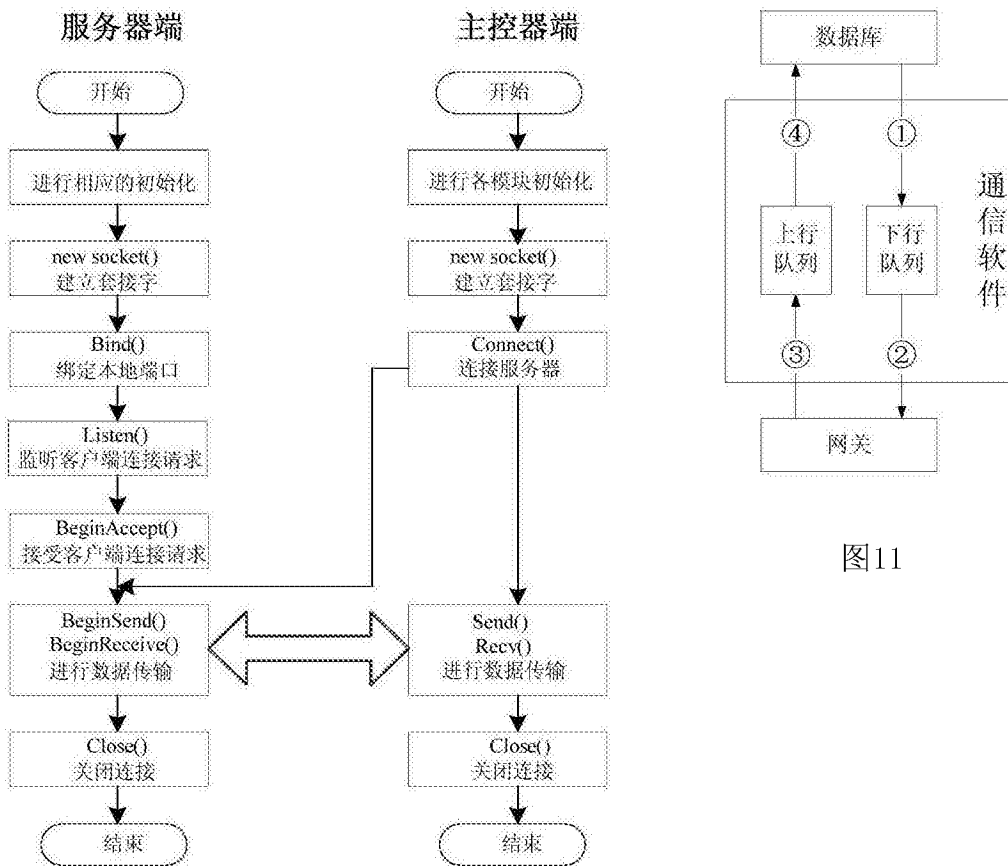 服务器端
开始
进行相应的初始化
new socket()
建立套接字
Bind()
绑定本地端口
Listen()
监听客户端连接请求
BeginAccept()
接受客户端连接请求
BeginSend()
BeginReceive()
进行数据传输
Close()
关闭连接
结束
主控器端
开始
进行各模块初始化
new socket()
建立套接字
Connect()
连接服务器
Send()
Recv()
进行数据传输
Close()
关闭连接
结束
数据库
④
①
上行
队列
下行
队列
通信软件
③
②
网关
图11